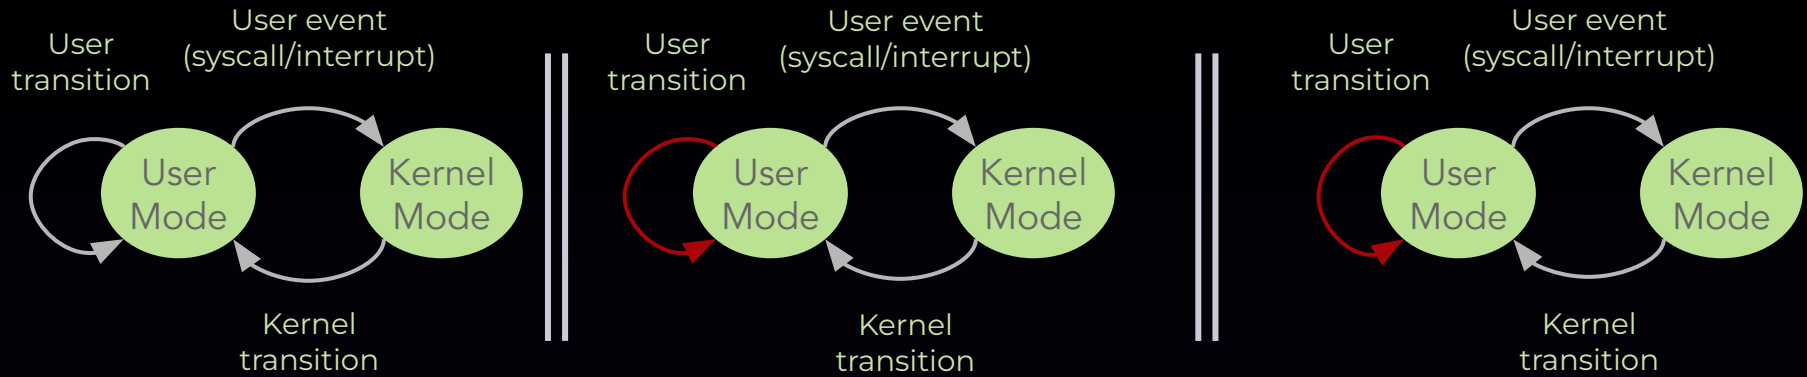 User
transition
User event
(syscall/interrupt)
User
Mode
Kernel
Mode
Kernel
transition
User
transition
User event
(syscall/interrupt)
User
Mode
Kernel
Mode
Kernel
transition
User
transition
User event
(syscall/interrupt)
User
Mode
Kernel
Mode
Kernel
transition